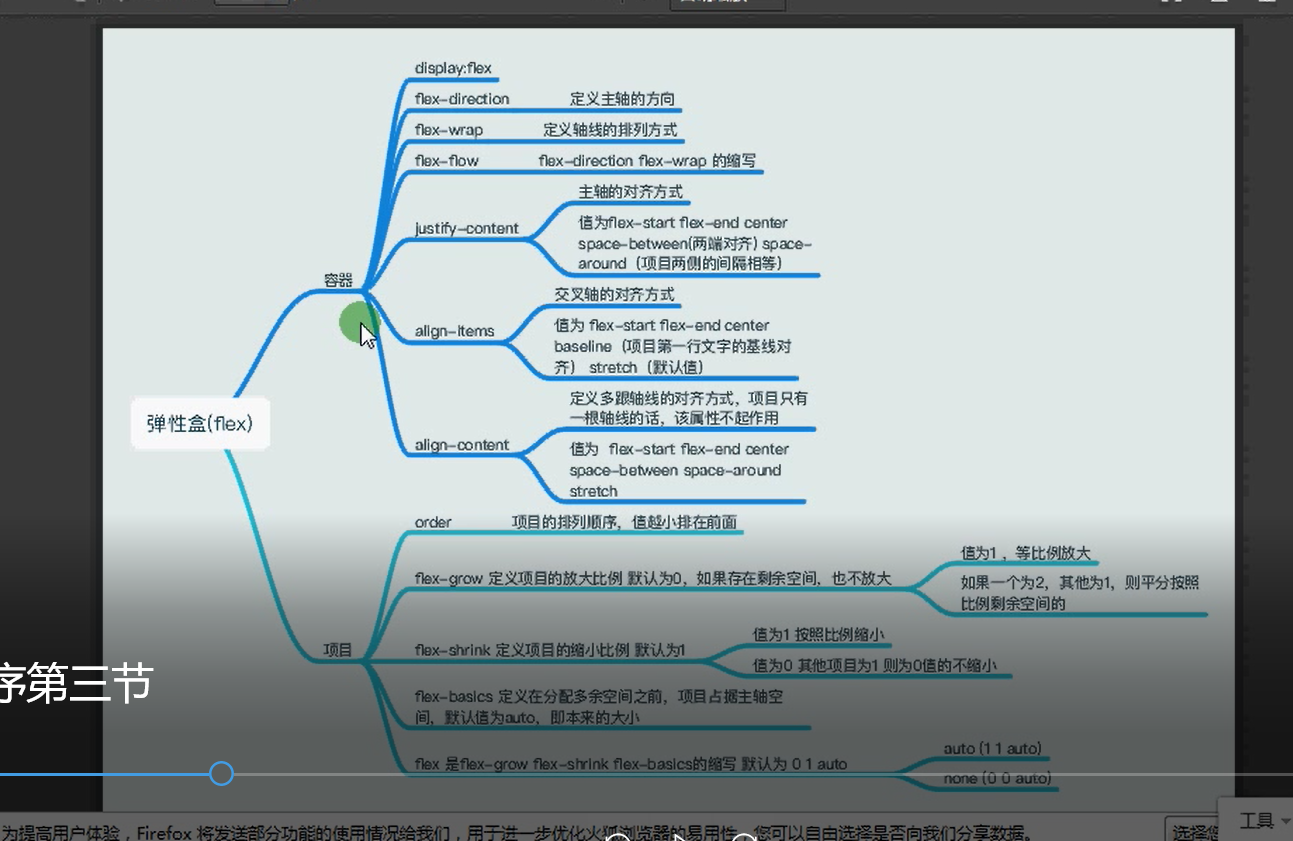 display:flex
flex-direction 定义主轴的方向
flex-wrap 定义轴线的排列方式
flex-flow flex-direction flex-wrap 的缩写
主轴的对齐方式
justify-content
值为flex-start flex-end center
space-between(两端对齐) space-
around（项目两侧的间隔相等）
容器
交叉轴的对齐方式
align-items
值为 flex-start flex-end center
baseline（项目第一行文字的基线对
齐） stretch（默认值）
定义多跟轴线的对齐方式，项目只有
一根轴线的话，该属性不起作用
align-content
值为 flex-start flex-end center
space-between space-around
stretch
弹性盒(flex)
order 项目的排列顺序，值越小排在前面
flex-grow 定义项目的放大比例 默认为0，如果存在剩余空间，也不放大
值为1，等比例放大
如果一个为2，其他为1，则平分按照
比例剩余空间的
项目
flex-shrink 定义项目的缩小比例 默认为1
值为1 按照比例缩小
值为0 其他项目为1 则为0值的不缩小
flex-basics 定义在分配多余空间之前，项目占据主轴空
间，默认值为auto，即本来的大小
flex 是flex-grow flex-shrink flex-basics的缩写 默认为 0 1 auto
auto (1 1 auto)
none (0 0 auto)
序第三节
为提高用户体验，Firefox 将发送部分功能的使用情况给我们，用于进一步优化火狐浏览器的易用性，您可以自由选择是否向我们分享数据。
选择您
工具